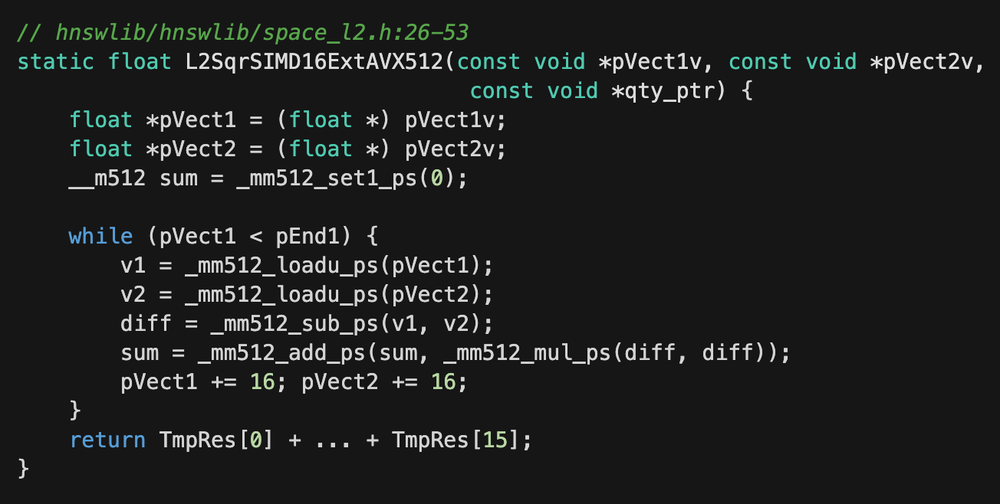 // hnswlib/hnswlib/space_l2.h:26–53
static float L2SqrSIMD16ExtAVX512(const void *pVect1v, const void *pVect2v,
                                   const void *qty_ptr) {
    float *pVect1 = (float *) pVect1v;
    float *pVect2 = (float *) pVect2v;
    __m512 sum = _mm512_set1_ps(0);

    while (pVect1 < pEnd1) {
        v1 = _mm512_loadu_ps(pVect1);
        v2 = _mm512_loadu_ps(pVect2);
        diff = _mm512_sub_ps(v1, v2);
        sum = _mm512_add_ps(sum, _mm512_mul_ps(diff, diff));
        pVect1 += 16; pVect2 += 16;
    }
    return TmpRes[0] + ... + TmpRes[15];
}